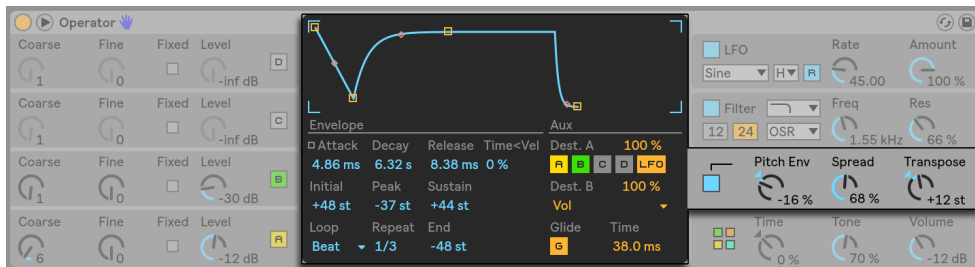 Operator
Coarse Fine Fixed Level
1 0 -inf dB D
Coarse Fine Fixed Level
1 0 -inf dB C
Coarse Fine Fixed Level
1 0 -30 dB B
Coarse Fine Fixed Level
6 0 -12 dB A
Envelope
Attack Decay Release Time<Vel
4.86 ms 6.32 s 8.38 ms 0 %
Initial Peak Sustain
+48 st -37 st +44 st
Loop Repeat End
Beat 1/3 -48 st
Aux
Dest. A 100 %
A B C D LFO
Dest. B 100 %
Vol
Glide Time
G 38.0 ms
LFO Rate Amount
Sine H R 45.00 100 %
Filter Freq Res
12 24 OSR 1.55 kHz 66 %
Pitch Env Spread Transpose
-16 % 68 % +12 st
Time Tone Volume
0 % 70 % -12 dB